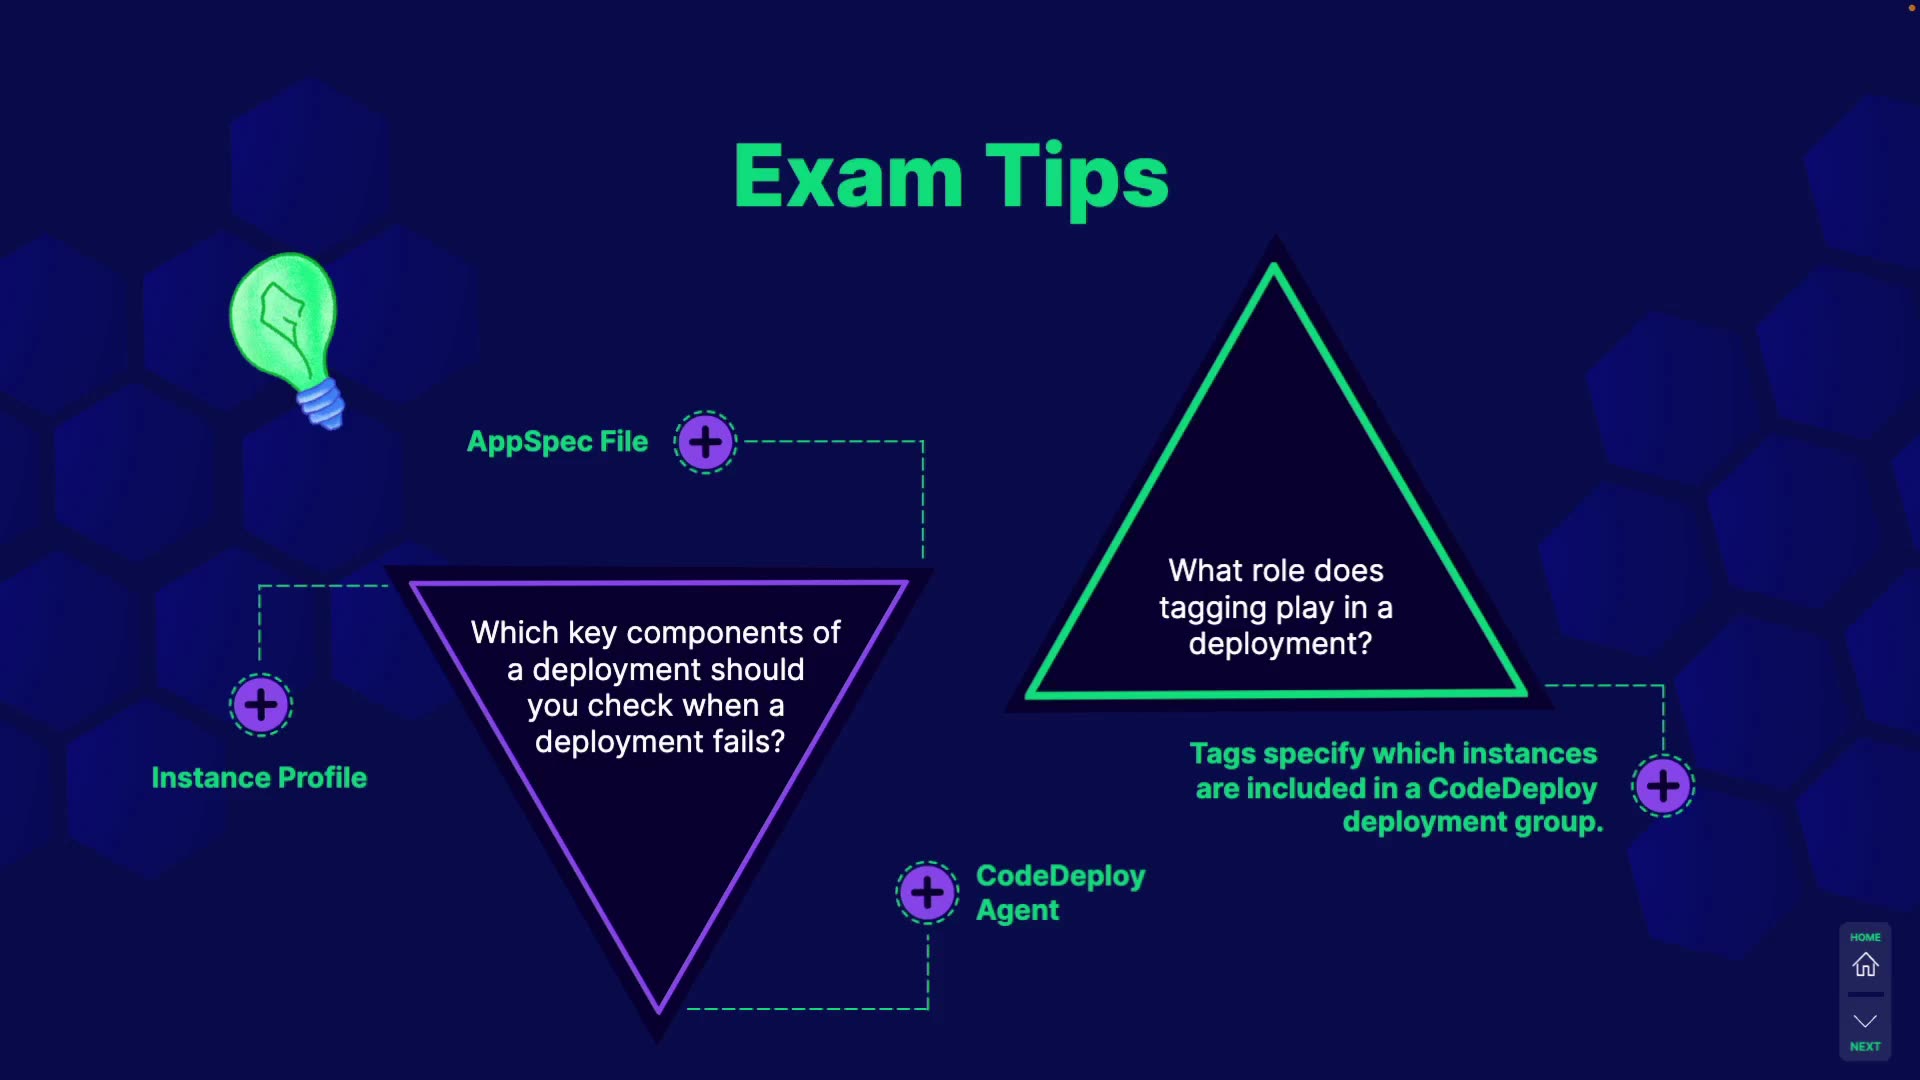 Exam Tips
AppSpec File
Which key components of
a deployment should
you check when a
deployment fails?
Instance Profile
CodeDeploy
Agent
What role does
tagging play in a
deployment?
Tags specify which instances
are included in a CodeDeploy
deployment group.
HOME
NEXT